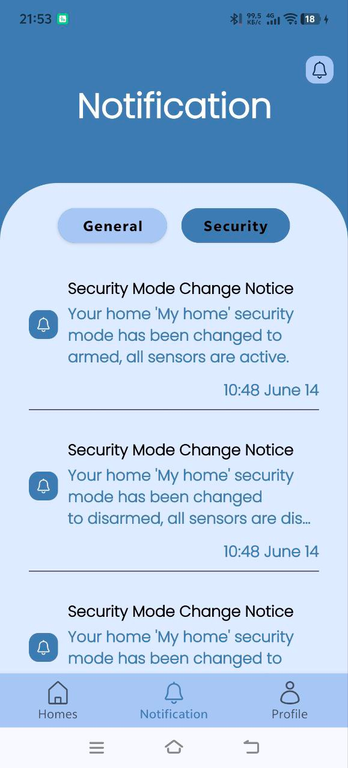 21:53
99,5 KB/s 4G 18
Notification
General Security
Security Mode Change Notice
Your home 'My home' security
mode has been changed to
armed, all sensors are active.
10:48 June 14
Security Mode Change Notice
Your home 'My home' security
mode has been changed
to disarmed, all sensors are dis...
10:48 June 14
Security Mode Change Notice
Your home 'My home' security
mode has been changed to
Homes Notification Profile